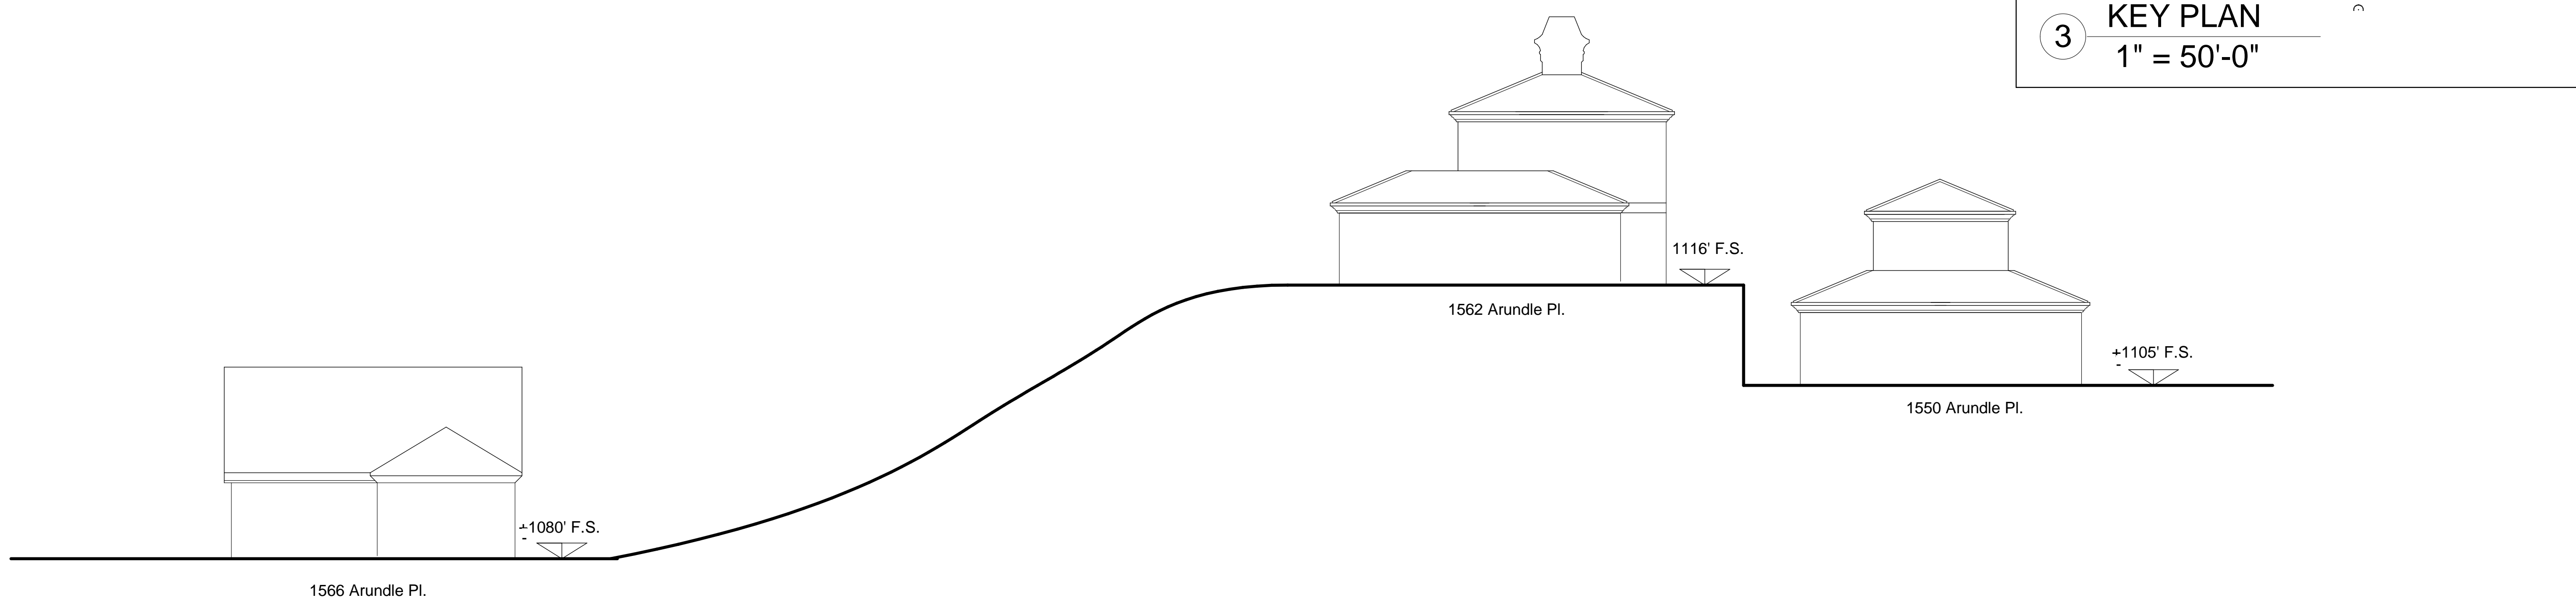 3
KEY PLAN
1" = 50'-0"
1116' F.S.
1562 Arundle Pl.
±1105' F.S.
1550 Arundle Pl.
±1080' F.S.
1566 Arundle Pl.